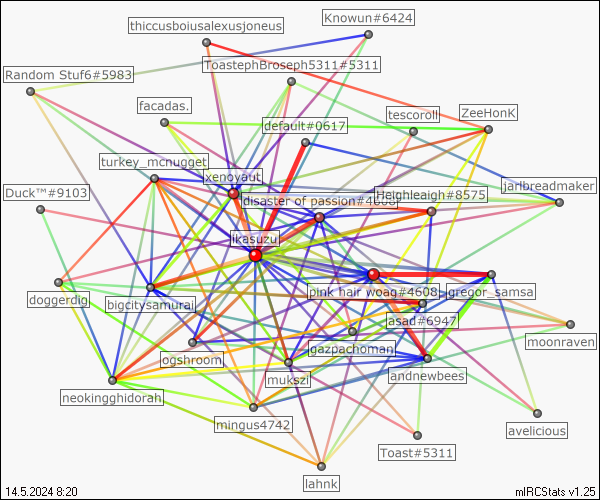 Knowun#6424
thiccusboiusalexusjoneus
ToastephBroseph5311#5311
Random Stuf6#5983
facadas.
tescoroll
ZeeHonK
default#0617
turkey_mcnugget
xenoyaut
jarlbreadmaker
Duck™#9103
Heighleaigh#8575
disaster of passion#4008
ikasuzu
pink hair woag#4608
gregor_samsa
doggerdig
bigcitysamurai
asad#6947
moonraven
gazpachoman
ogshroom
mukszi
andnewbees
neokingghidorah
mingus4742
avelicious
Toast#5311
lahnk
14.5.2024 8:20
mIRCStats v1.25